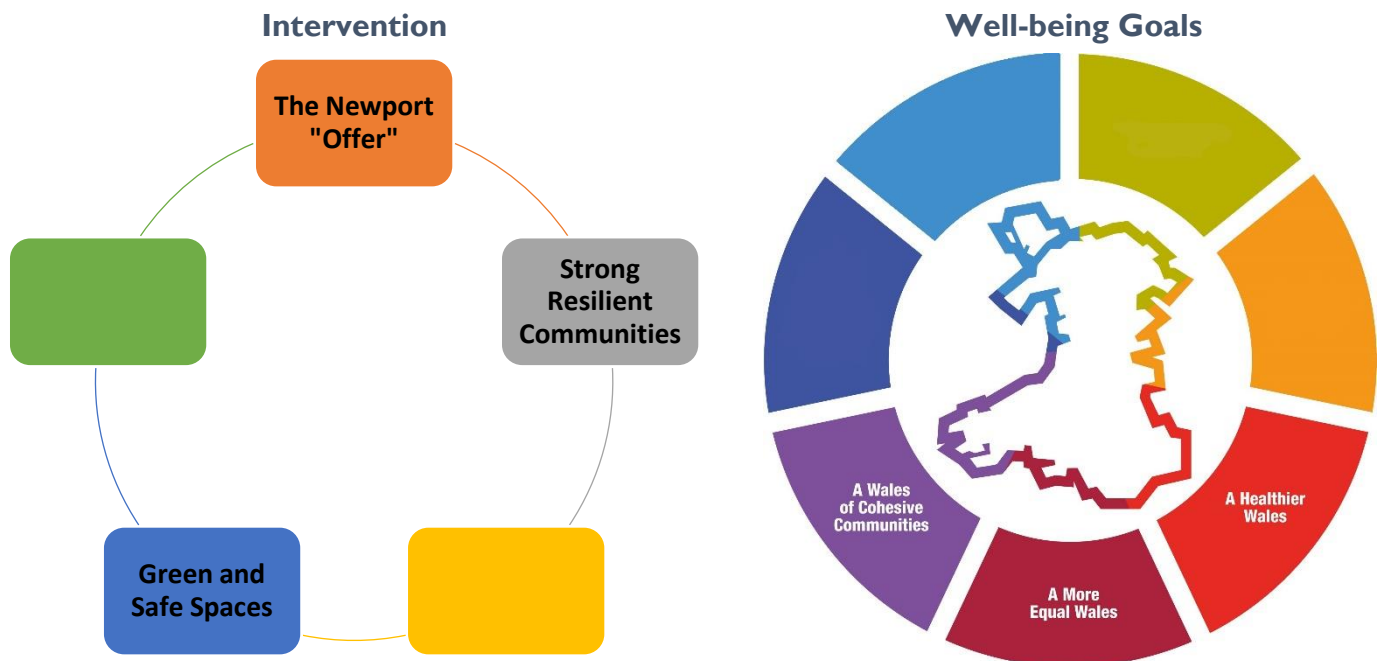 Intervention
The Newport
"Offer"
Strong
Resilient
Communities
Green and
Safe Spaces
Well-being Goals
A Wales
of Cohesive
Communities
A More
Equal Wales
A Healthier
Wales